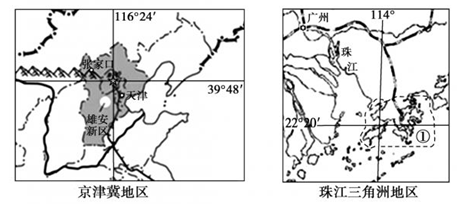 116°24′
张家口
39°48′
天津
雄安
新区
京津冀地区
114°
广州
珠
江
22°20′
①
珠江三角洲地区